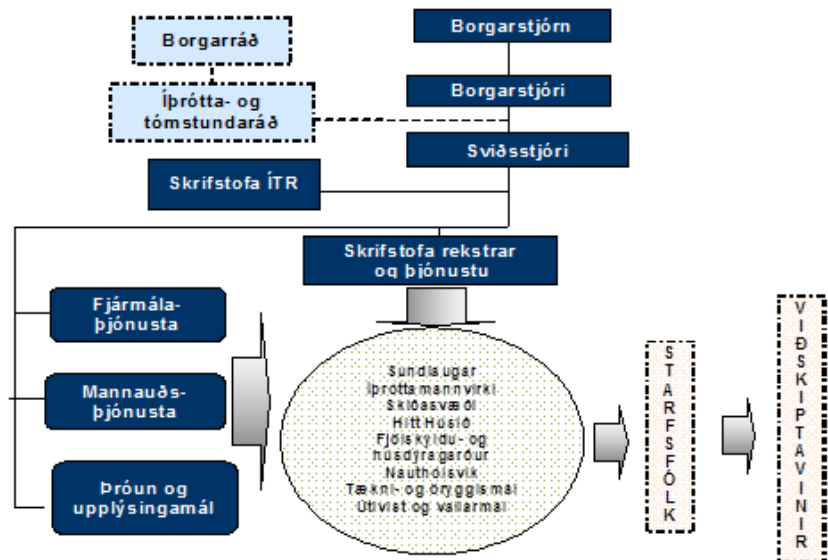 Borgarstjórn
Borgarráð
Borgarstjóri
Íþrótta- og
tómstundaráð
Sviðsstjóri
Skrifstofa ÍTR
Skrifstofa rekstrar
og þjónustu
Fjármála-
þjónusta
Mannauðs-
þjónusta
Þróun og
upplýsingamál
Sundlaugar
Íþróttamannvirki
Skíðasvæði
Hitt Húsið
Fjölskyldu- og
húsdýragarður
Nauthólsvík
Tækni- og öryggismál
Útivist og vallarmál
STARFSFÓLK
VIÐSKIPTAVINIR